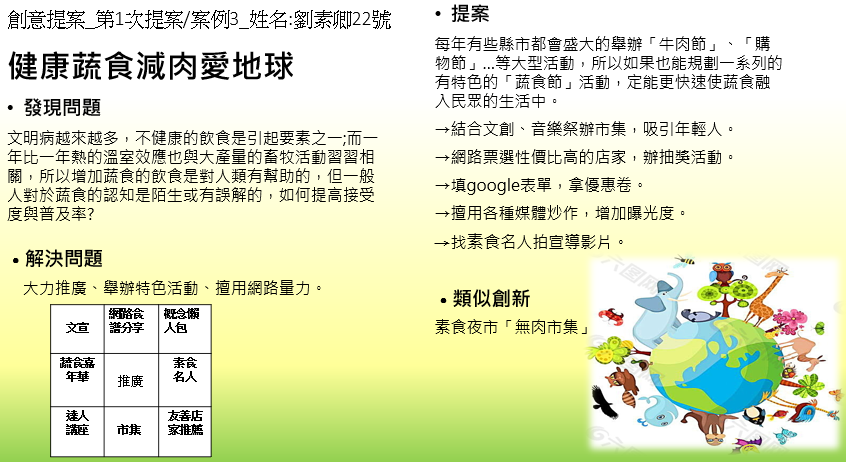 創意提案_第1次提案/案例3_姓名:劉素卿22號
健康蔬食減肉愛地球
• 發現問題
文明病越來越多，不健康的飲食是引起要素之一;而一
年比一年熱的溫室效應也與大產量的畜牧活動習習相
關，所以增加蔬食的飲食是對人類有幫助的，但一般
人對於蔬食的認知是陌生或有誤解的，如何提高接受
度與普及率?
• 解決問題
大力推廣、舉辦特色活動、擅用網路量力。
文宣
網路食
譜分享
概念懶
人包
蔬食嘉
年華
推廣
素食
名人
達人
講座
市集
友善店
家推薦
• 提案
每年有些縣市都會盛大的舉辦「牛肉節」、「購
物節」...等大型活動，所以如果也能規劃一系列的
有特色的「蔬食節」活動，定能更快速使蔬食融
入民眾的生活中。
→結合文創、音樂祭辦市集，吸引年輕人。
→網路票選性價比高的店家，辦抽獎活動。
→填google表單，拿優惠卷。
→擅用各種媒體炒作，增加曝光度。
→找素食名人拍宣導影片。
• 類似創新
素食夜市「無肉市集」